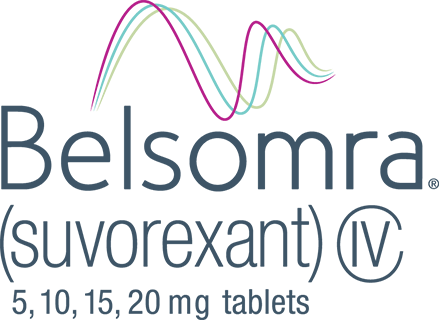 Belsomra®
(suvorexant) CIV
5, 10, 15, 20 mg tablets